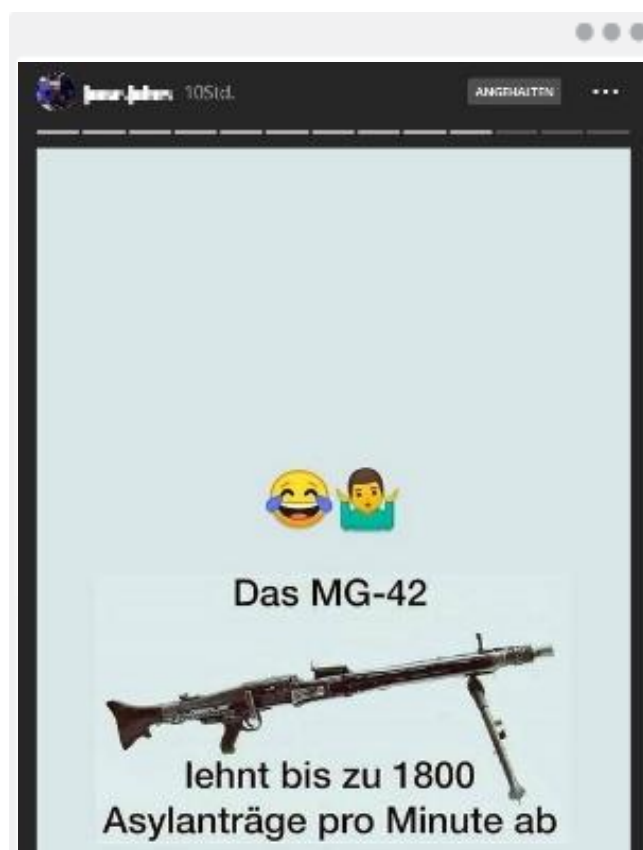 10Std.
ANGEHALTEN
Das MG-42
lehnt bis zu 1800
Asylanträge pro Minute ab